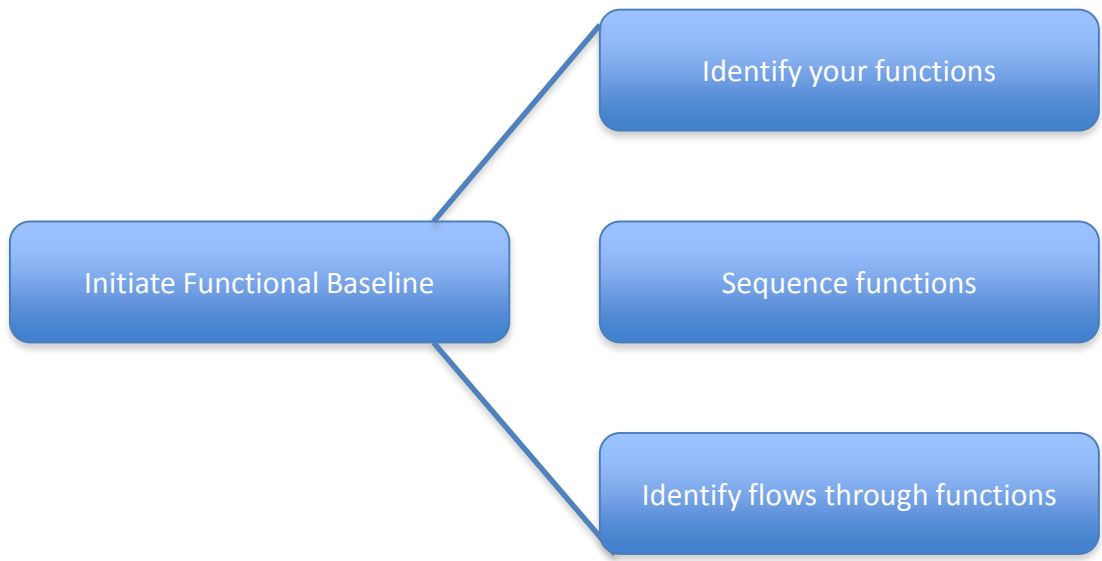 Identify your functions
Initiate Functional Baseline
Sequence functions
Identify flows through functions